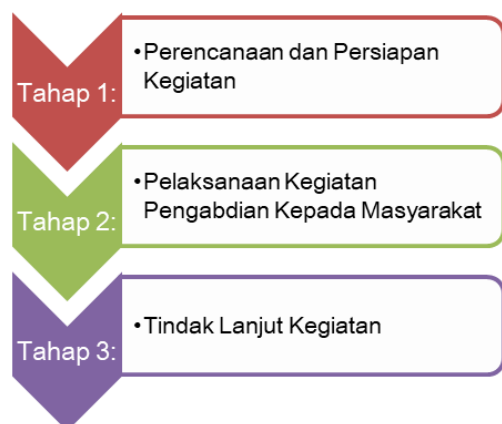 Tahap 1:
•Perencanaan dan Persiapan
Kegiatan
Tahap 2:
•Pelaksanaan Kegiatan
Pengabdian Kepada Masyarakat
Tahap 3:
•Tindak Lanjut Kegiatan